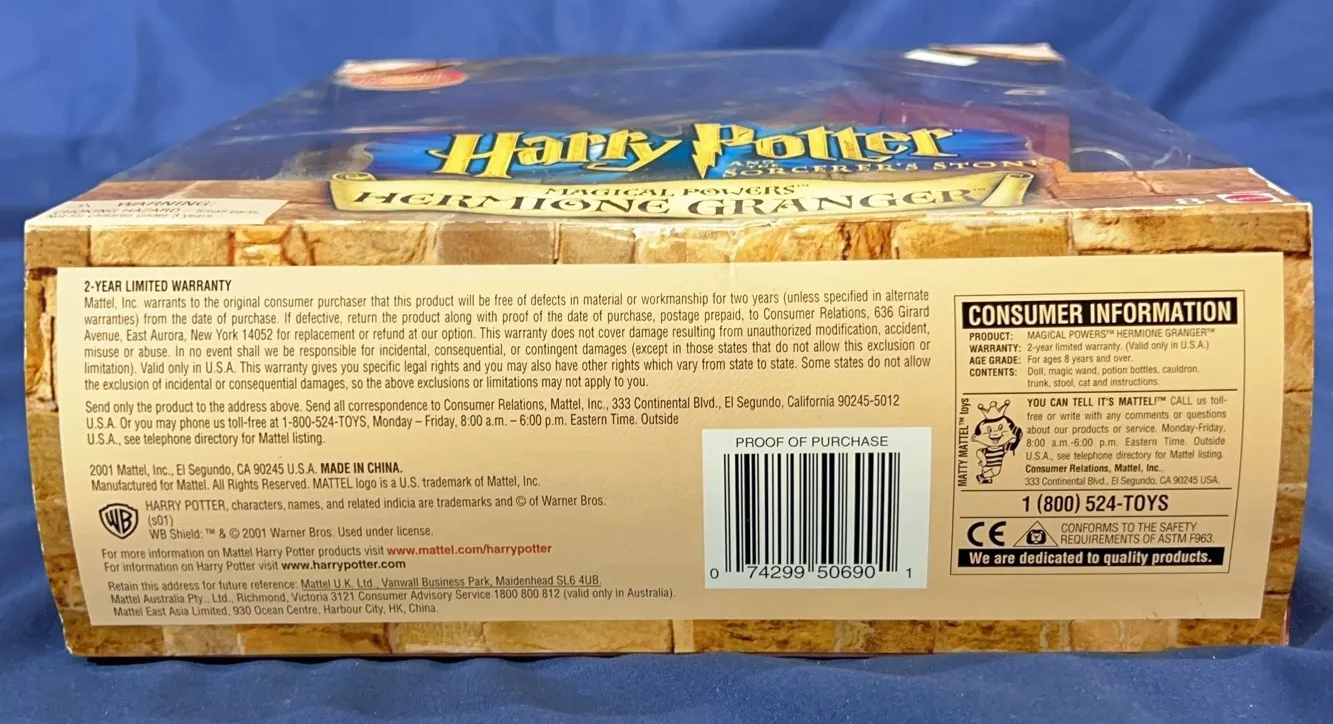 Harry Potter
AND THE
SORCERER'S STONE
MAGICAL POWERS™
HERMIONE GRANGER™
WARNING:
CHOKING HAZARD - Small parts.
Not for children under 3 years.
8+
2-YEAR LIMITED WARRANTY
Mattel, Inc. warrants to the original consumer purchaser that this product will be free of defects in material or workmanship for two years (unless specified in alternate
warranties) from the date of purchase. If defective, return the product along with proof of the date of purchase, postage prepaid, to Consumer Relations, 636 Girard
Avenue, East Aurora, New York 14052 for replacement or refund at our option. This warranty does not cover damage resulting from unauthorized modification, accident,
misuse or abuse. In no event shall we be responsible for incidental, consequential, or contingent damages (except in those states that do not allow this exclusion or
limitation). Valid only in U.S.A. This warranty gives you specific legal rights and you may also have other rights which vary from state to state. Some states do not allow
the exclusion of incidental or consequential damages, so the above exclusions or limitations may not apply to you.
Send only the product to the address above. Send all correspondence to Consumer Relations, Mattel, Inc., 333 Continental Blvd., El Segundo, California 90245-5012
U.S.A. Or you may phone us toll-free at 1-800-524-TOYS, Monday – Friday, 8:00 a.m. – 6:00 p.m. Eastern Time. Outside
U.S.A., see telephone directory for Mattel listing.
2001 Mattel, Inc., El Segundo, CA 90245 U.S.A. MADE IN CHINA.
Manufactured for Mattel. All Rights Reserved. MATTEL logo is a U.S. trademark of Mattel, Inc.
WB
HARRY POTTER, characters, names, and related indicia are trademarks and © of Warner Bros.
(s01)
WB Shield: ™ & © 2001 Warner Bros. Used under license.
For more information on Mattel Harry Potter products visit www.mattel.com/harrypotter
For information on Harry Potter visit www.harrypotter.com
Retain this address for future reference: Mattel U.K. Ltd., Vanwall Business Park, Maidenhead SL6 4UB.
Mattel Australia Pty., Ltd., Richmond, Victoria 3121 Consumer Advisory Service 1800 800 812 (valid only in Australia).
Mattel East Asia Limited, 930 Ocean Centre, Harbour City, HK, China.
PROOF OF PURCHASE
0 74299 50690 1
CONSUMER INFORMATION
PRODUCT: MAGICAL POWERS™ HERMIONE GRANGER™
WARRANTY: 2-year limited warranty. (Valid only in U.S.A.)
AGE GRADE: For ages 8 years and over.
CONTENTS: Doll, magic wand, potion bottles, cauldron,
trunk, stool, cat and instructions.
MATTY MATTEL™ toys
YOU CAN TELL IT'S MATTEL!™ CALL us toll-
free or write with any comments or questions
about our products or service. Monday-Friday,
8:00 a.m.-6:00 p.m. Eastern Time. Outside
U.S.A., see telephone directory for Mattel listing.
Consumer Relations, Mattel, Inc.,
333 Continental Blvd., El Segundo, CA 90245 USA.
1 (800) 524-TOYS
CE
CONFORMS TO THE SAFETY
REQUIREMENTS OF ASTM F963.
We are dedicated to quality products.